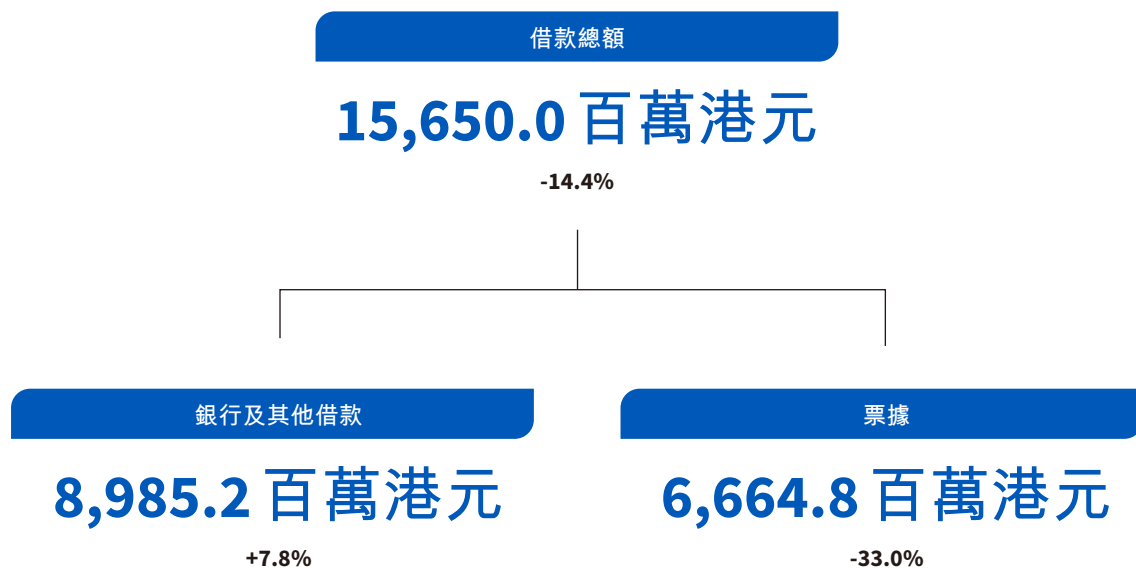 借款總額
15,650.0 百萬港元
-14.4%
銀行及其他借款
8,985.2 百萬港元
+7.8%
票據
6,664.8 百萬港元
-33.0%